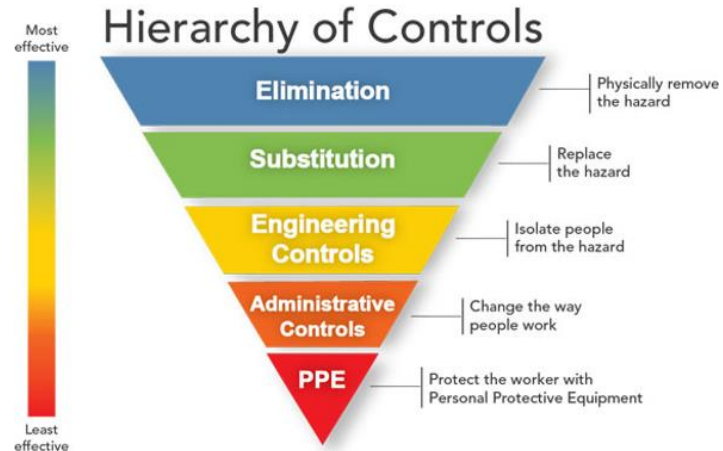 Hierarchy of Controls
Most
effective
Elimination
Physically remove
the hazard
Substitution
Replace
the hazard
Engineering
Controls
Isolate people
from the hazard
Administrative
Controls
Change the way
people work
PPE
Protect the worker with
Personal Protective Equipment
Least
effective